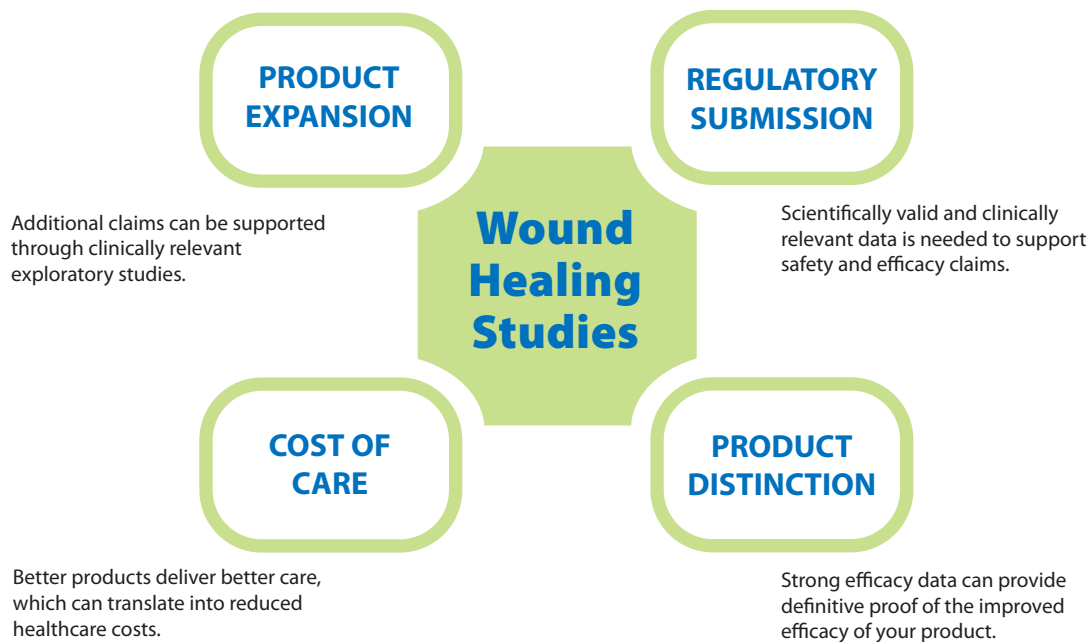 PRODUCT
EXPANSION
REGULATORY
SUBMISSION
Additional claims can be supported
through clinically relevant
exploratory studies.
Wound
Healing
Studies
Scientifically valid and clinically
relevant data is needed to support
safety and efficacy claims.
COST OF
CARE
PRODUCT
DISTINCTION
Better products deliver better care,
which can translate into reduced
healthcare costs.
Strong efficacy data can provide
definitive proof of the improved
efficacy of your product.